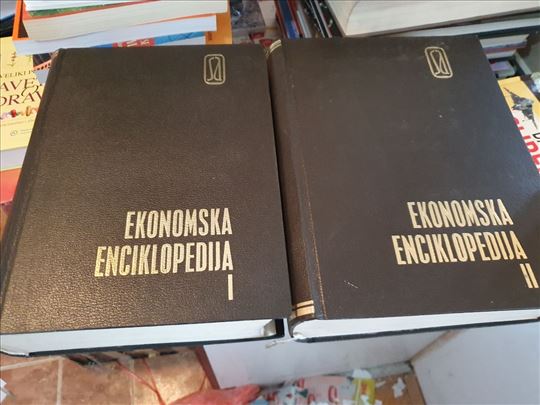 EKONOMSKA
ENCIKLOPEDIJA
I
EKONOMSKA
ENCIKLOPEDIJA
II